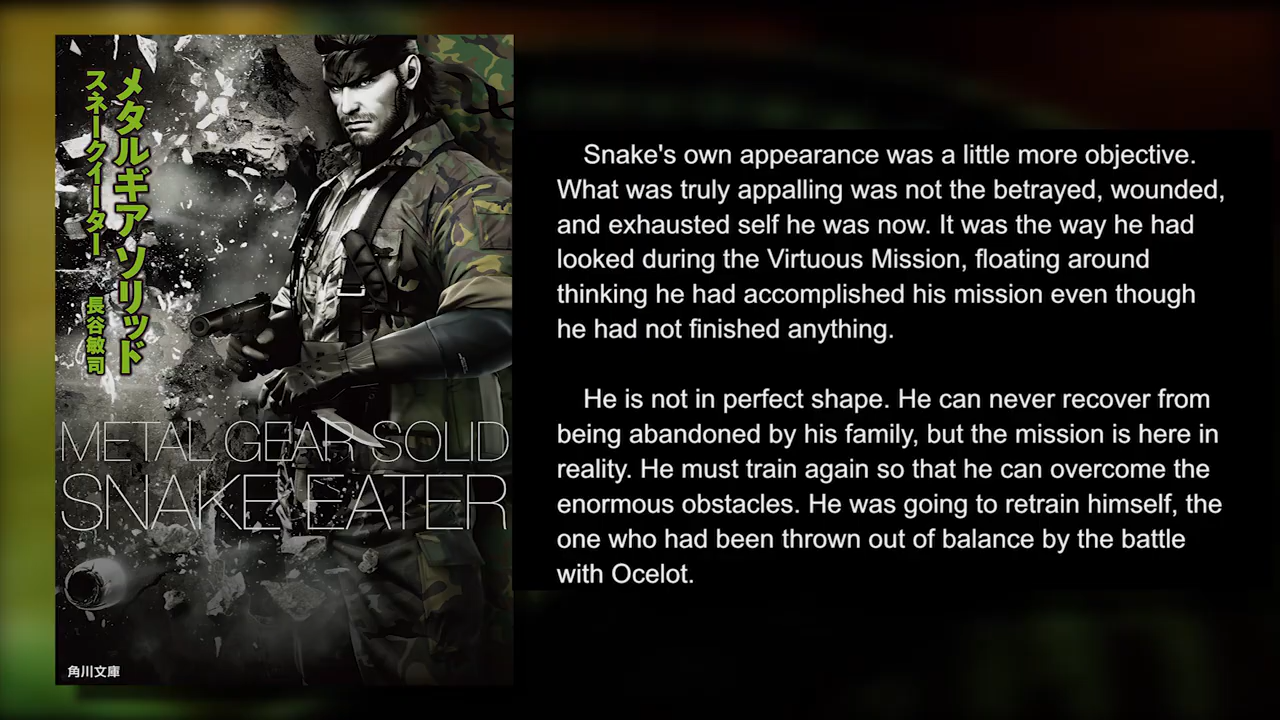 メタルギア ソリッド
スネークイーター
長谷敏司
METAL GEAR SOLID
SNAKE EATER
角川文庫
Snake's own appearance was a little more objective.
What was truly appalling was not the betrayed, wounded,
and exhausted self he was now. It was the way he had
looked during the Virtuous Mission, floating around
thinking he had accomplished his mission even though
he had not finished anything.
He is not in perfect shape. He can never recover from
being abandoned by his family, but the mission is here in
reality. He must train again so that he can overcome the
enormous obstacles. He was going to retrain himself, the
one who had been thrown out of balance by the battle
with Ocelot.